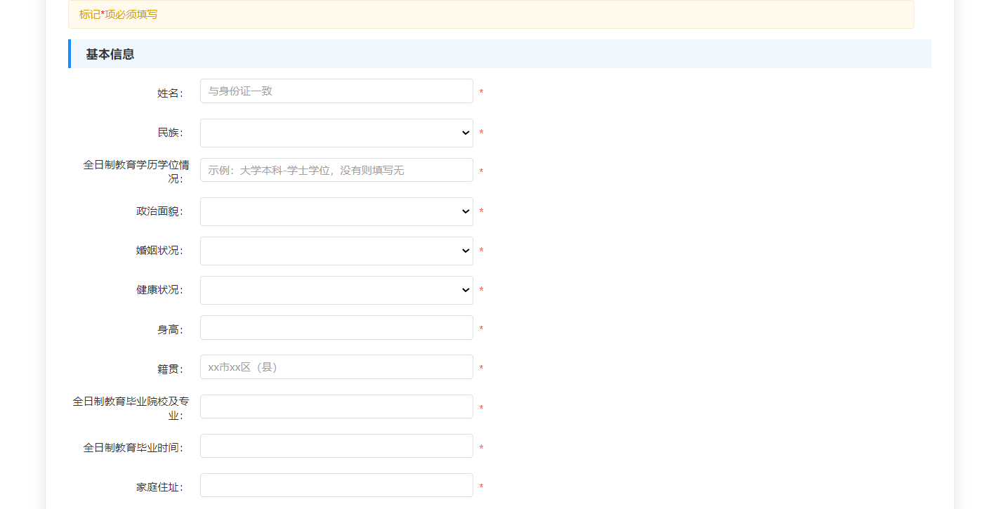 标记*项必须填写
基本信息
姓名：
与身份证一致
*
民族：
*
全日制教育学历学位情
况：
示例：大学本科-学士学位，没有则填写无
*
政治面貌：
*
婚姻状况：
*
健康状况：
*
身高：
*
籍贯：
xx市xx区（县）
*
全日制教育毕业院校及专
业：
*
全日制教育毕业时间：
*
家庭住址：
*